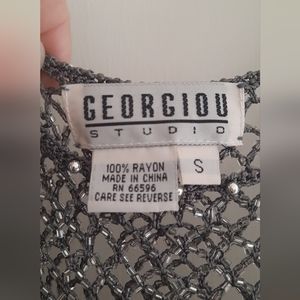 GEORGIOU
STUDIO
100% RAYON
MADE IN CHINA
RN 66596
CARE SEE REVERSE
S